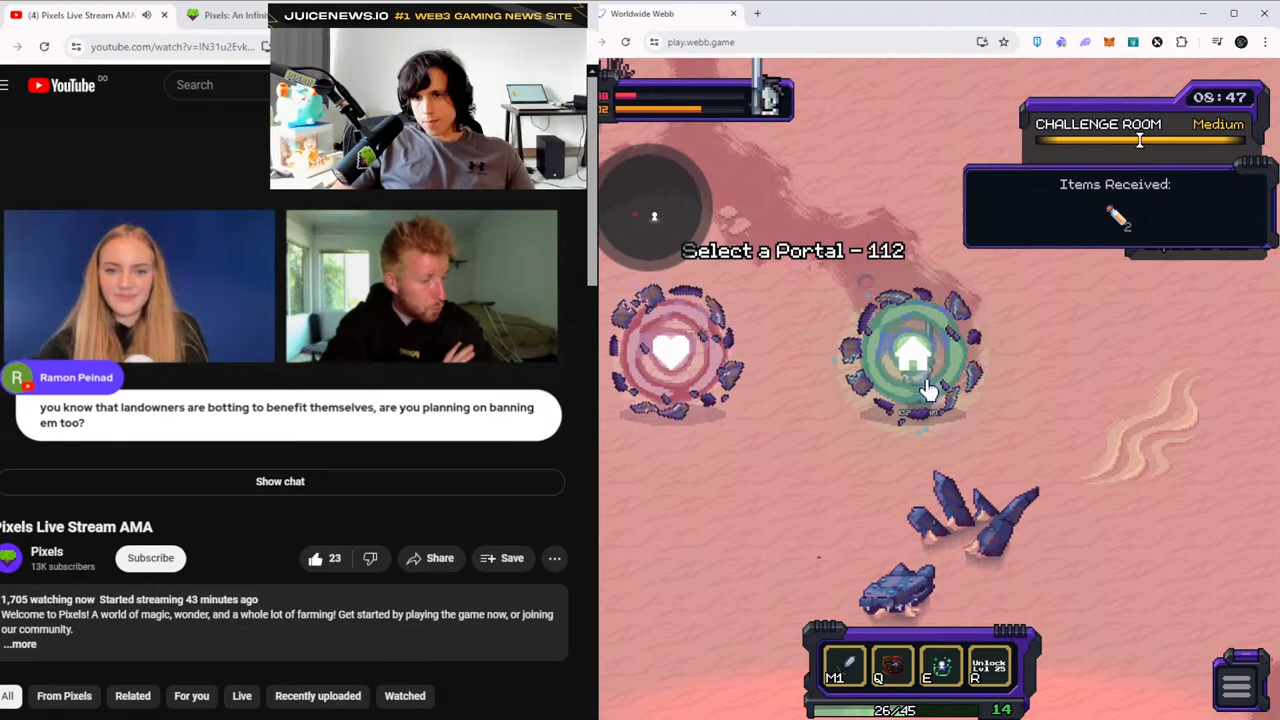 (4) Pixels Live Stream AMA
Pixels: An Infini
youtube.com/watch?v=IN31u2Evk...
YouTube
DO
Search
JUICENEWS.IO #1 WEB3 GAMING NEWS SITE
R
Ramon Peinad
you know that landowners are botting to benefit themselves, are you planning on banning
em too?
Show chat
Pixels Live Stream AMA
Pixels
13K subscribers
Subscribe
23
Share
Save
1,705 watching now Started streaming 43 minutes ago
Welcome to Pixels! A world of magic, wonder, and a whole lot of farming! Get started by playing the game now, or joining
our community.
...more
All
From Pixels
Related
For you
Live
Recently uploaded
Watched
Worldwide Webb
play.webb.game
08:47
CHALLENGE ROOM Medium
Items Received:
2
Select a Portal - 112
M1
Q
E
Unlock
Lvl 25
R
26/45
14